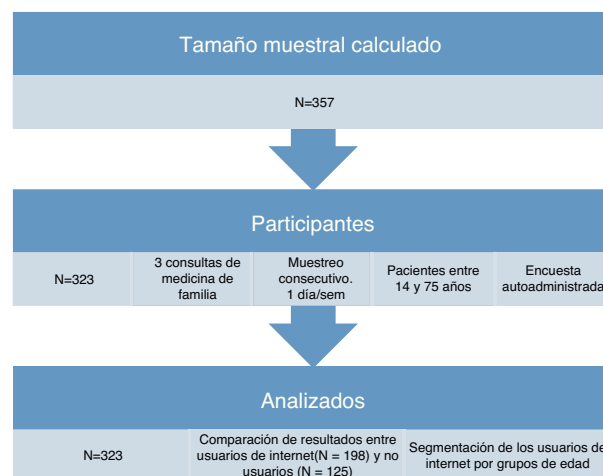 Tamaño muestral calculado
N=357
Participantes
N=323
3 consultas de
medicina de
familia
Muestreo
consecutivo.
1 día/sem
Pacientes entre
14 y 75 años
Encuesta
autoadministrada
Analizados
N=323
Comparación de resultados entre
usuarios de internet(N = 198) y no
usuarios (N = 125)
Segmentación de los usuarios de
internet por grupos de edad